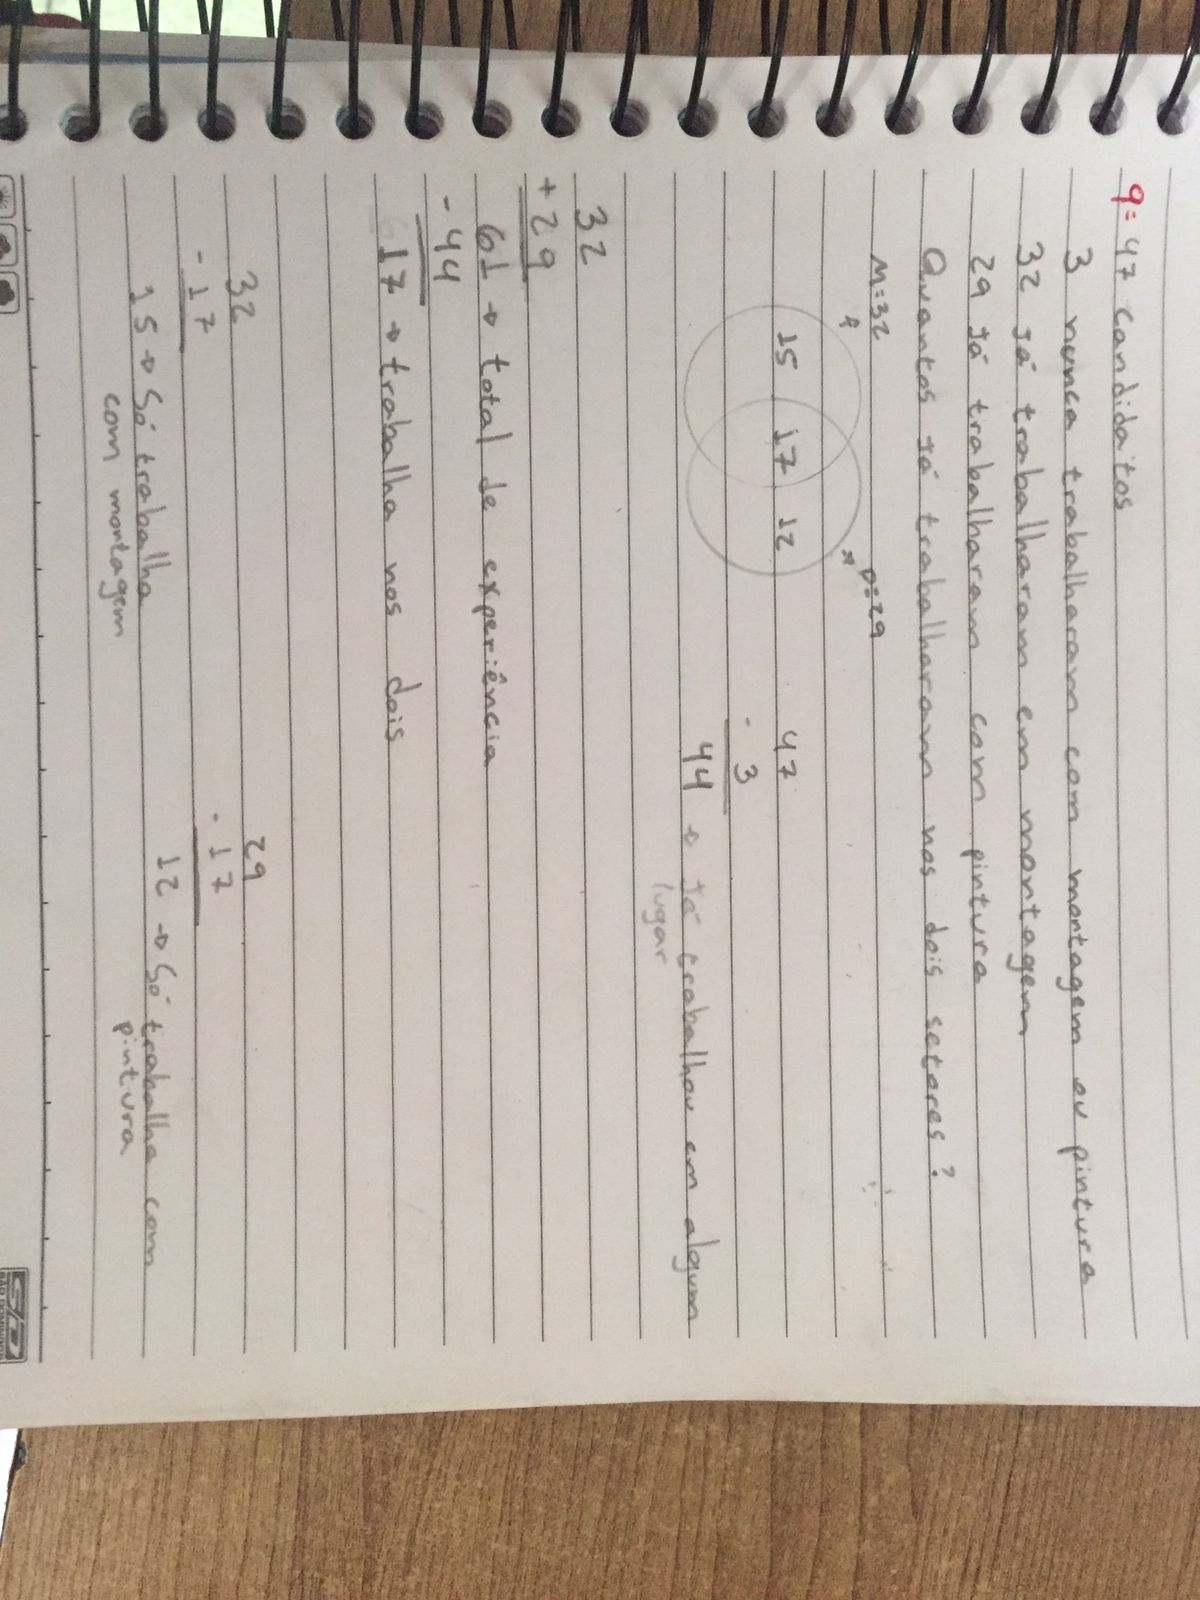 9= 47 candidatos
3 nunca trabalharam com montagem ou pintura
32 já trabalharam em montagem
29 já trabalharam com pintura
Quantos já trabalharam nos dois setores?
M=32
P=29
15 17 12
47
- 3
44 → já trabalhou em algum
lugar
32
+ 29
61 → total de experiência
- 44
17 → trabalha nos dois
32
- 17
15 → Só trabalha
com montagem
29
- 17
12 → Só trabalha com
pintura
SÃO DOMINGOS